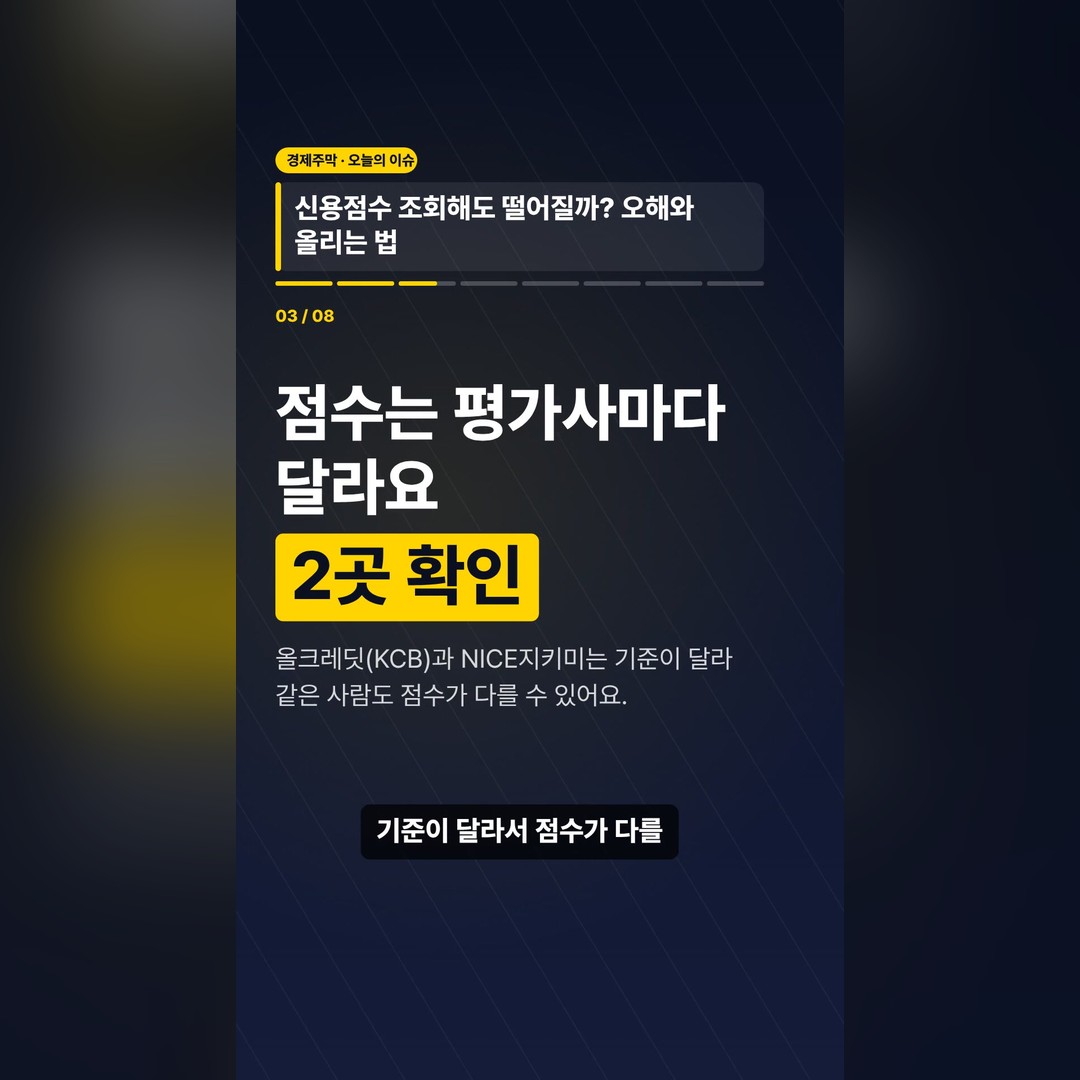 경제주막 · 오늘의 이슈
신용점수 조회해도 떨어질까? 오해와
올리는 법
03 / 08
점수는 평가사마다
달라요
2곳 확인
올크레딧(KCB)과 NICE지키미는 기준이 달라
같은 사람도 점수가 다를 수 있어요.
기준이 달라서 점수가 다를